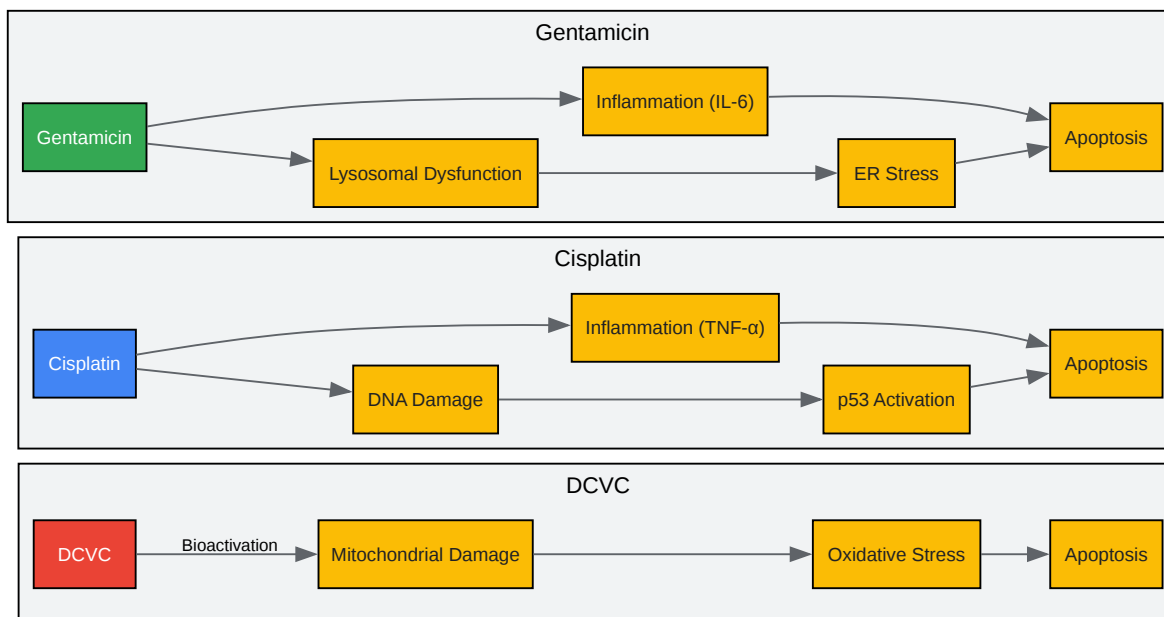 Gentamicin
Gentamicin
Inflammation (IL-6)
Lysosomal Dysfunction
ER Stress
Apoptosis
Cisplatin
Cisplatin
Inflammation (TNF-α)
DNA Damage
p53 Activation
Apoptosis
DCVC
DCVC
Bioactivation
Mitochondrial Damage
Oxidative Stress
Apoptosis